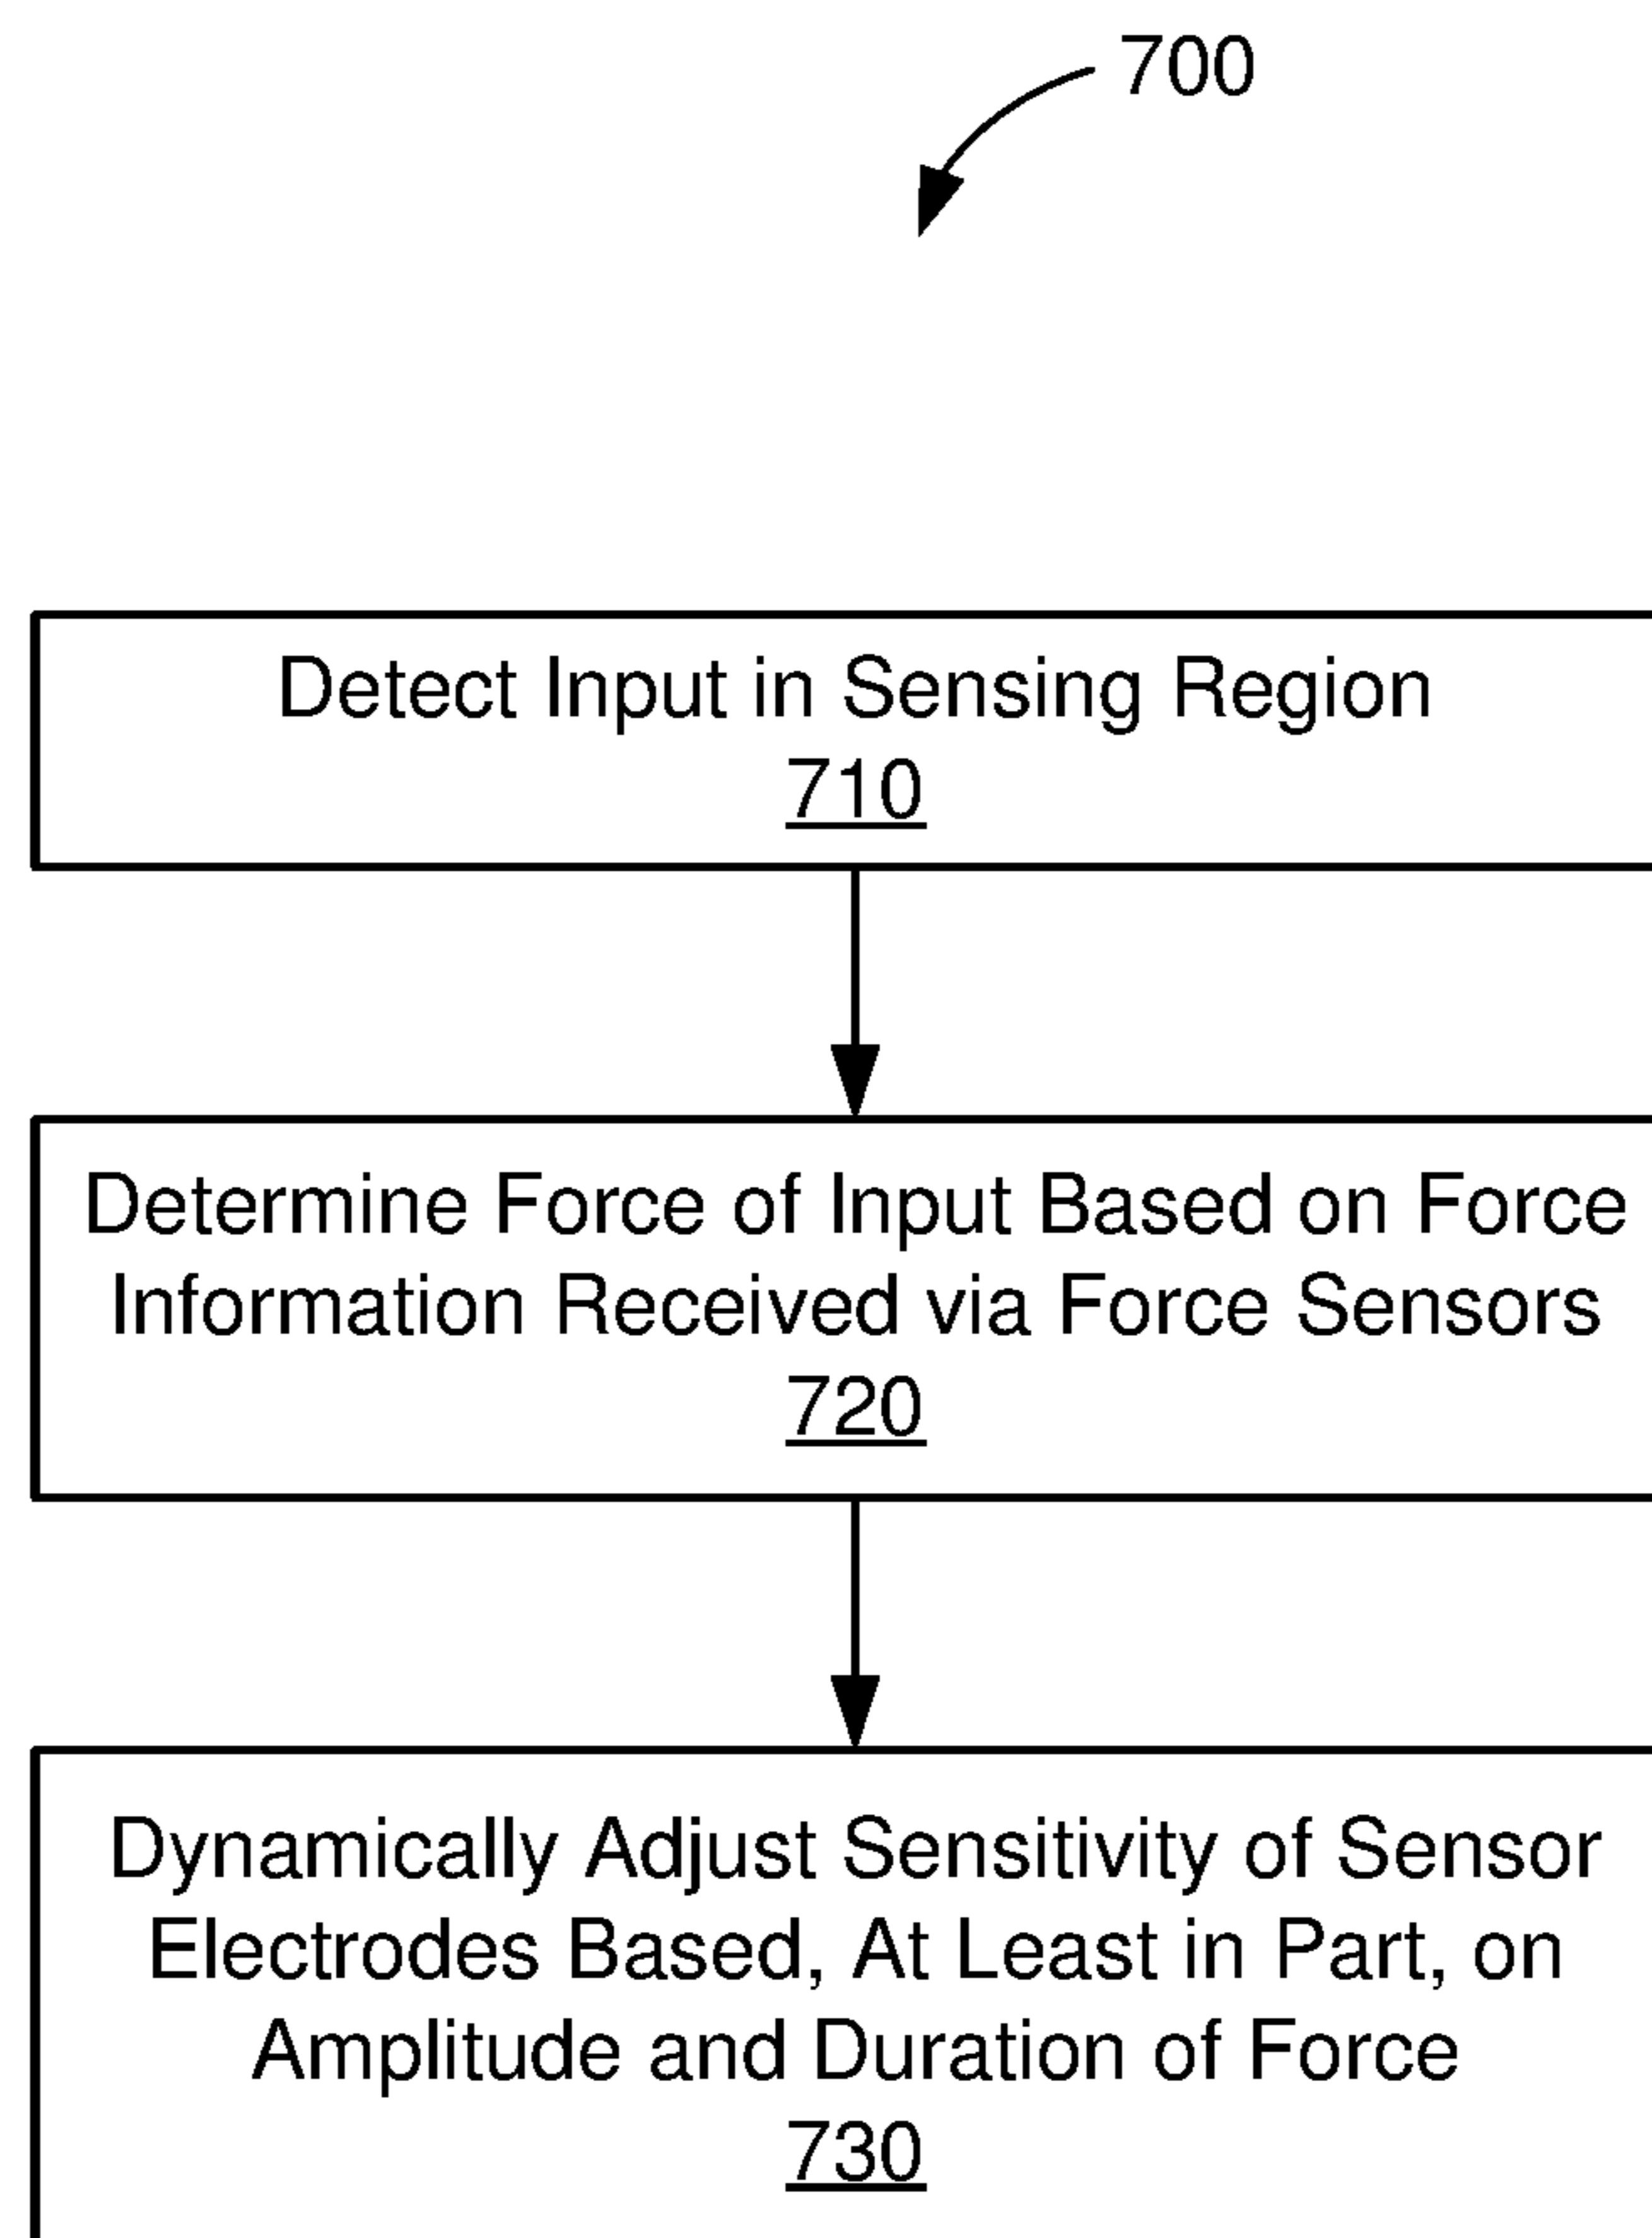 700
Detect Input in Sensing Region
710
Determine Force of Input Based on Force
Information Received via Force Sensors
720
Dynamically Adjust Sensitivity of Sensor
Electrodes Based, At Least in Part, on
Amplitude and Duration of Force
730